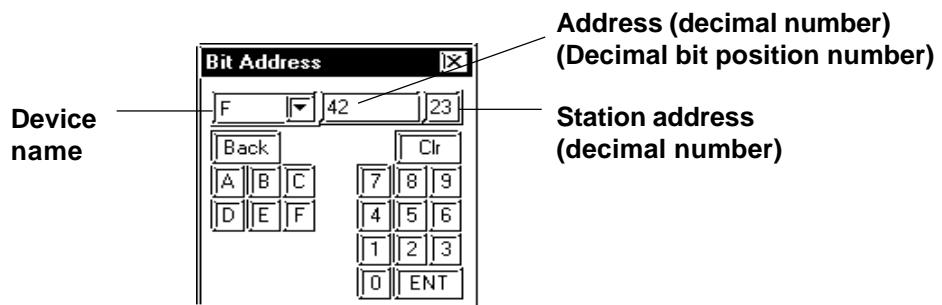 Address (decimal number)
(Decimal bit position number)
Bit Address
F 42 23
Device
name
Station address
(decimal number)
Back Clr
A B C 7 8 9
D E F 4 5 6
1 2 3
0 ENT